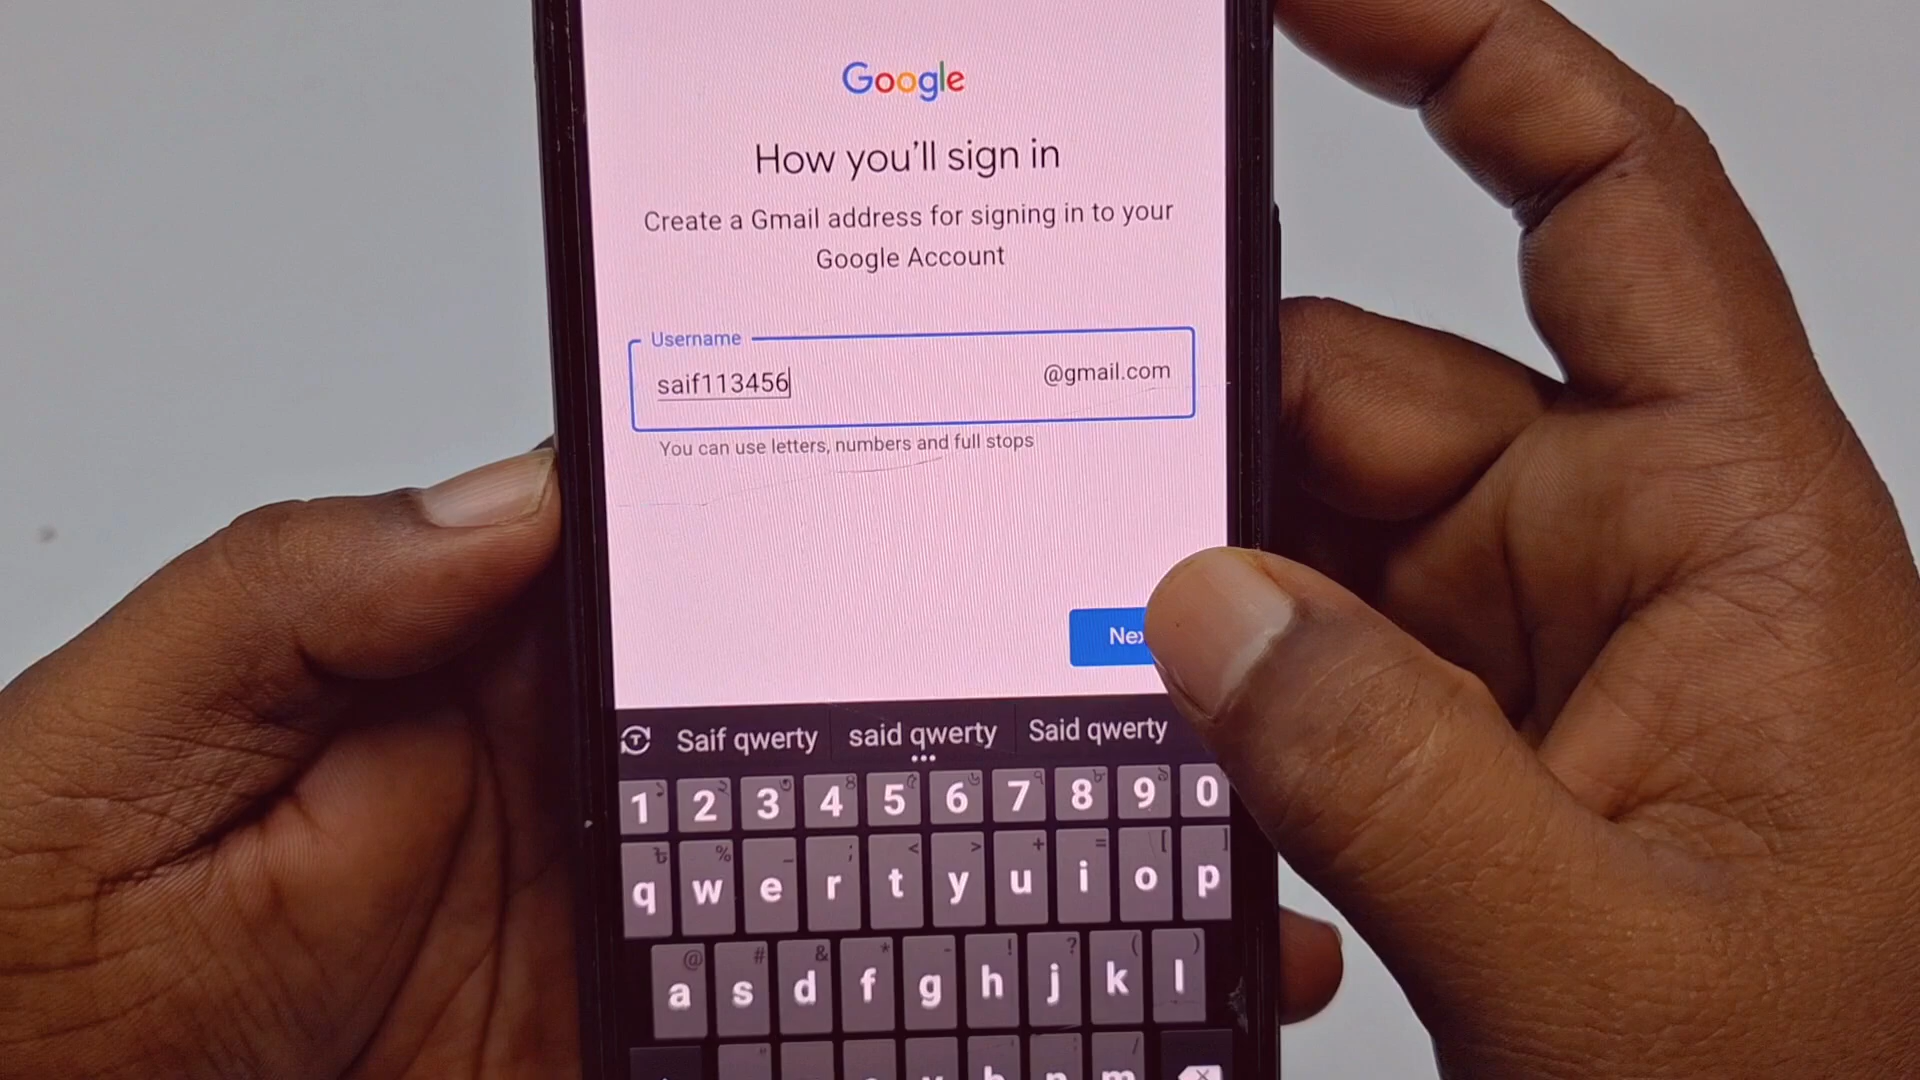 Google
How you'll sign in
Create a Gmail address for signing in to your
Google Account
Username
saif113456 @gmail.com
You can use letters, numbers and full stops
Saif qwerty said qwerty Said qwerty
1 2 3 4 5 6 7 8 9 0
q w e r t y u i o p
a s d f g h j k l